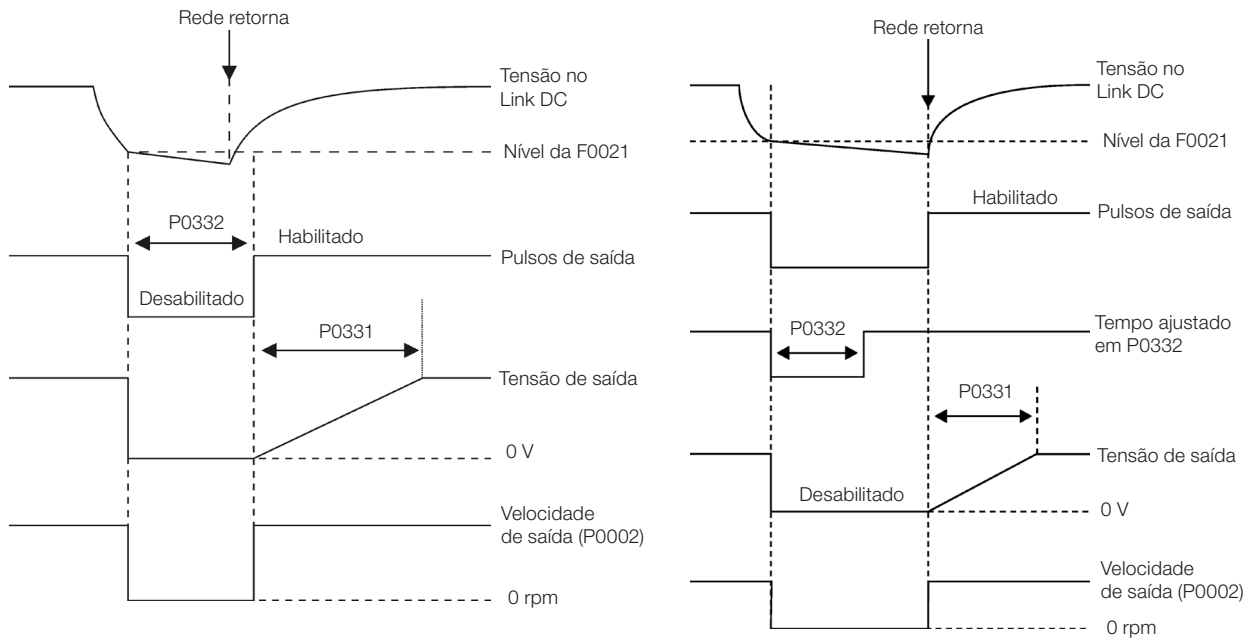 Rede retorna
Tensão no
Link DC
Nível da F0021
P0332
Habilitado
Pulsos de saída
Desabilitado
P0331
Tensão de saída
0 V
Velocidade
de saída (P0002)
0 rpm
Rede retorna
Tensão no
Link DC
Nível da F0021
Habilitado
Pulsos de saída
P0332
Tempo ajustado
em P0332
P0331
Tensão de saída
Desabilitado
0 V
Velocidade
de saída (P0002)
0 rpm